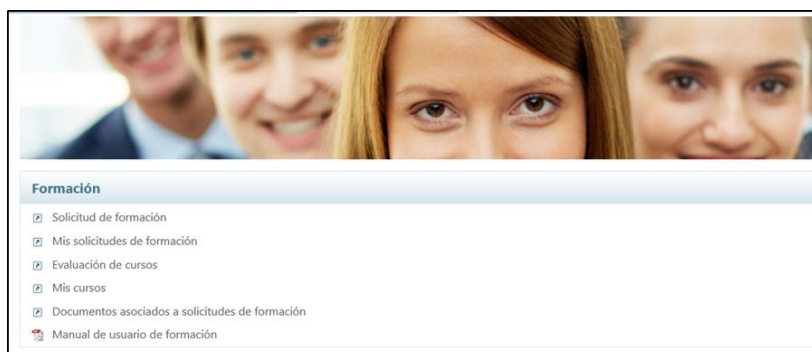 Formación
Solicitud de formación
Mis solicitudes de formación
Evaluación de cursos
Mis cursos
Documentos asociados a solicitudes de formación
Manual de usuario de formación